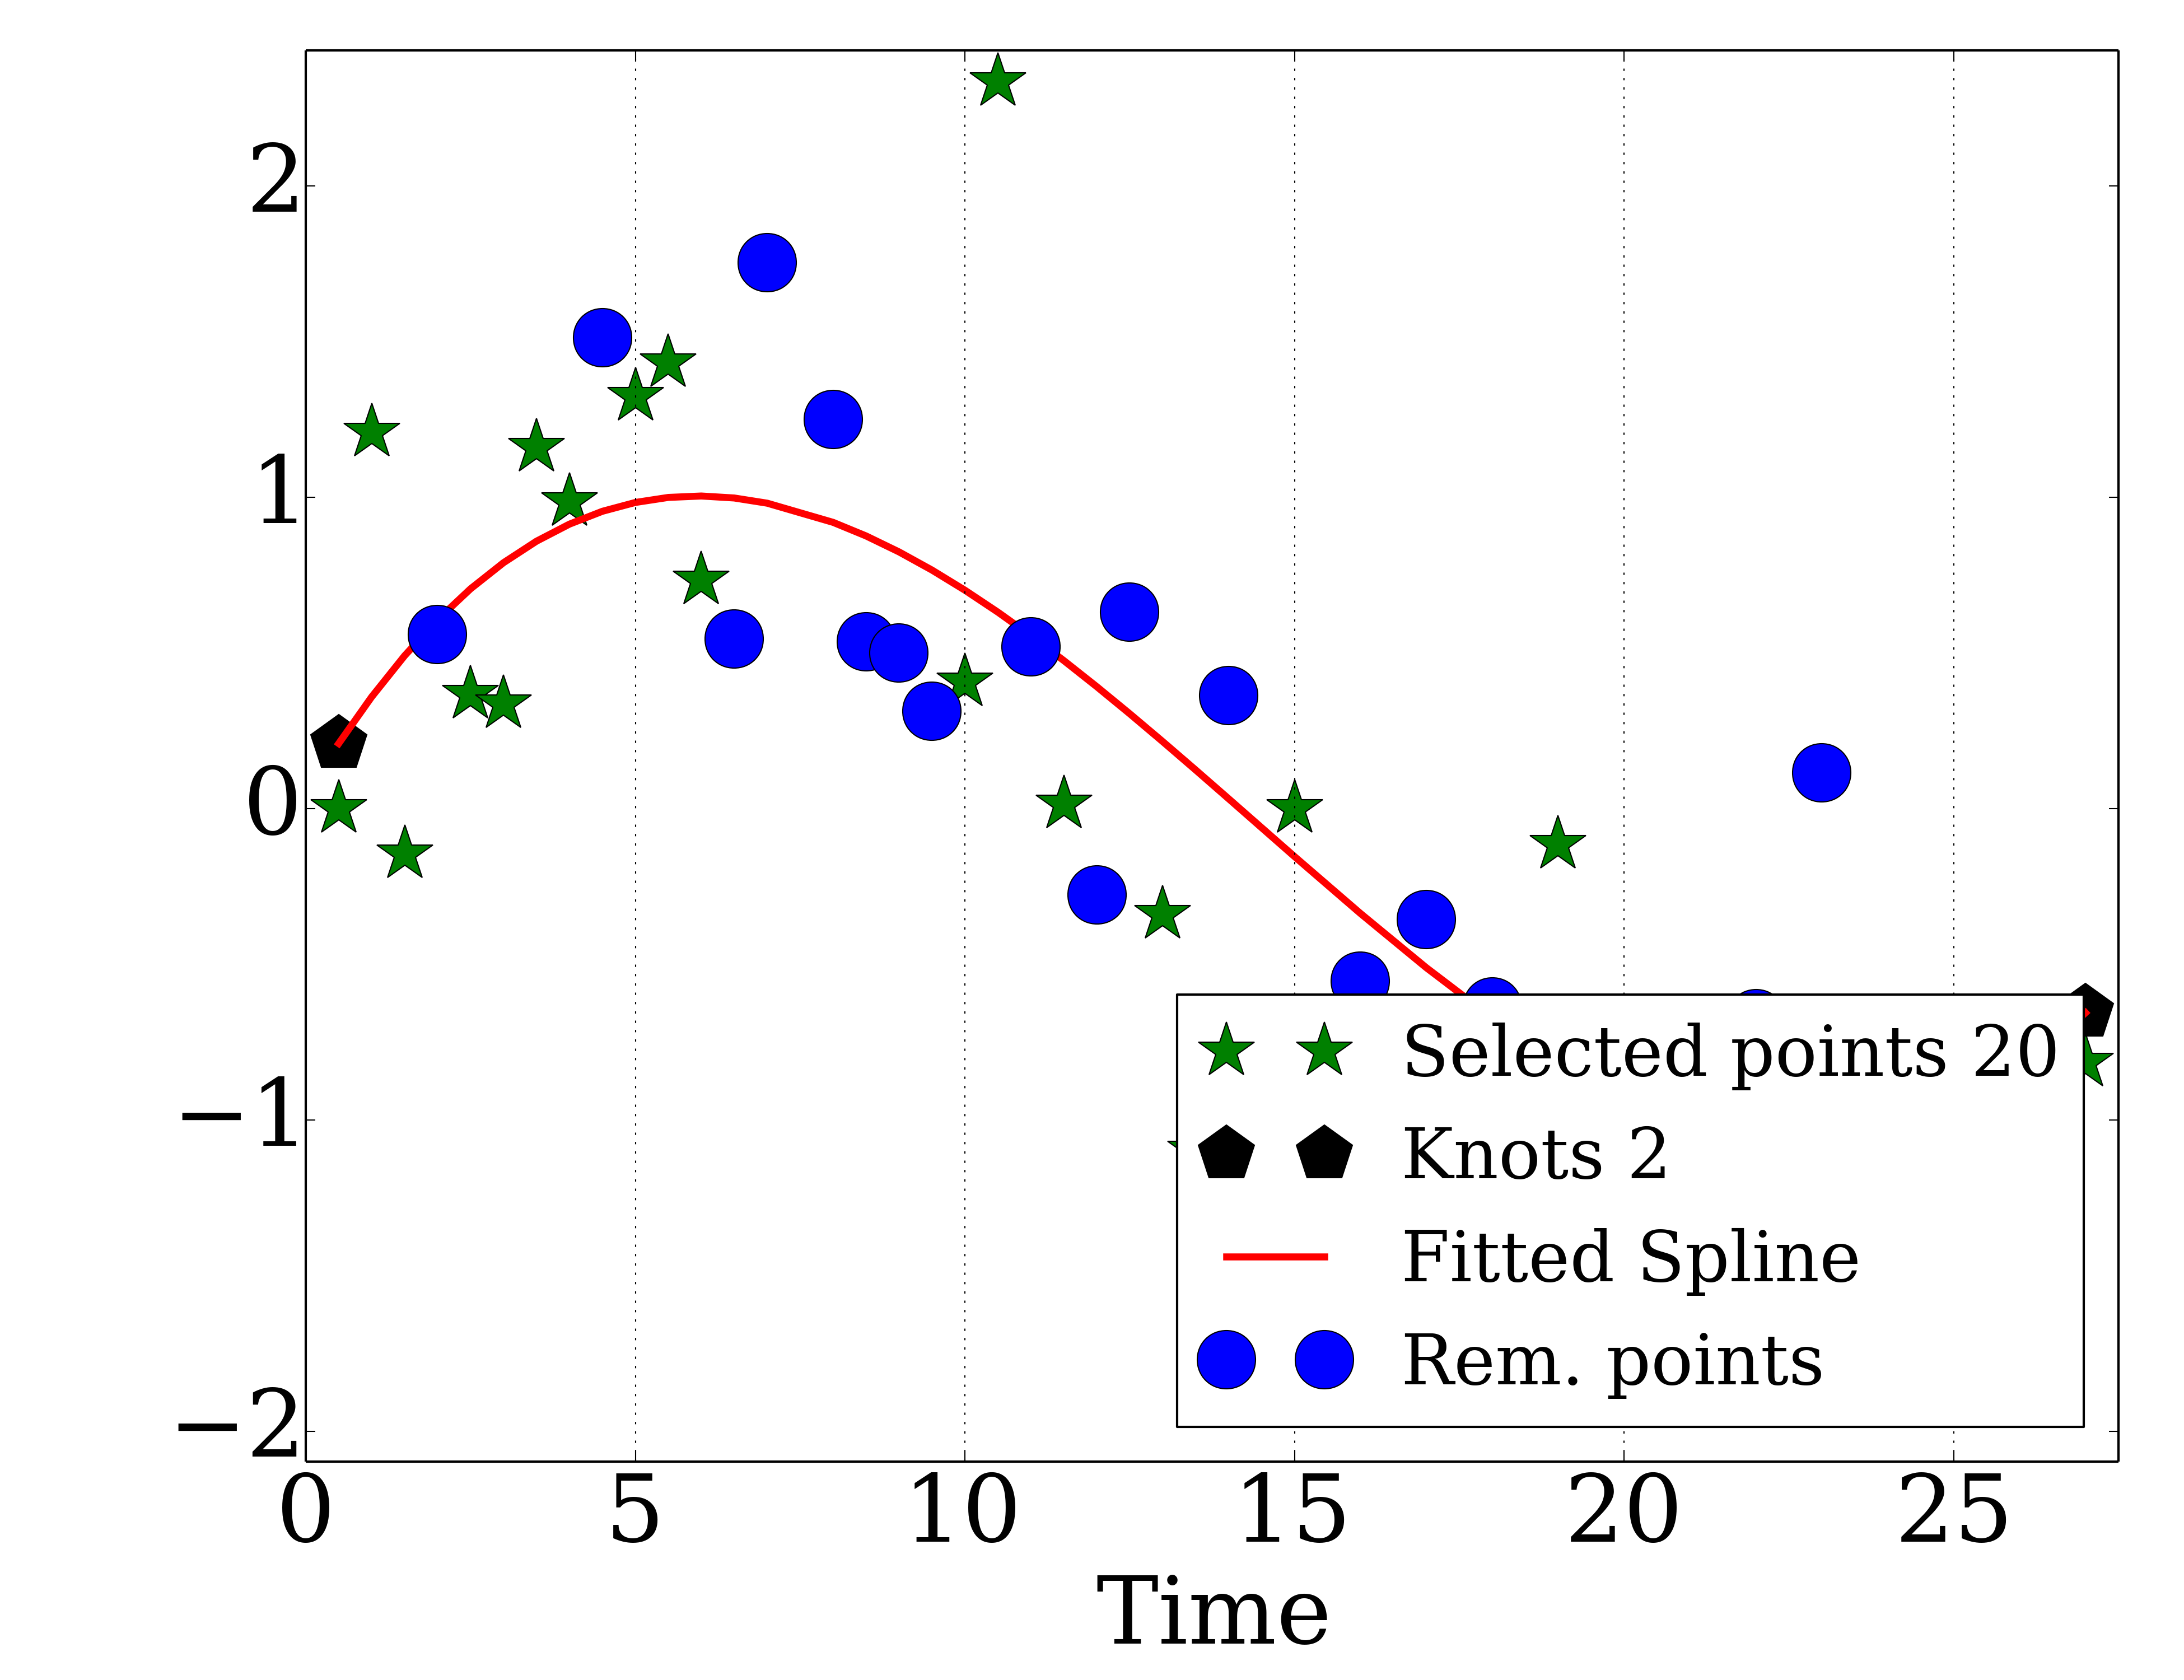 2
1
0
−1
−2
Selected points 20
Knots 2
Fitted Spline
Rem. points
0 5 10 15 20 25
Time